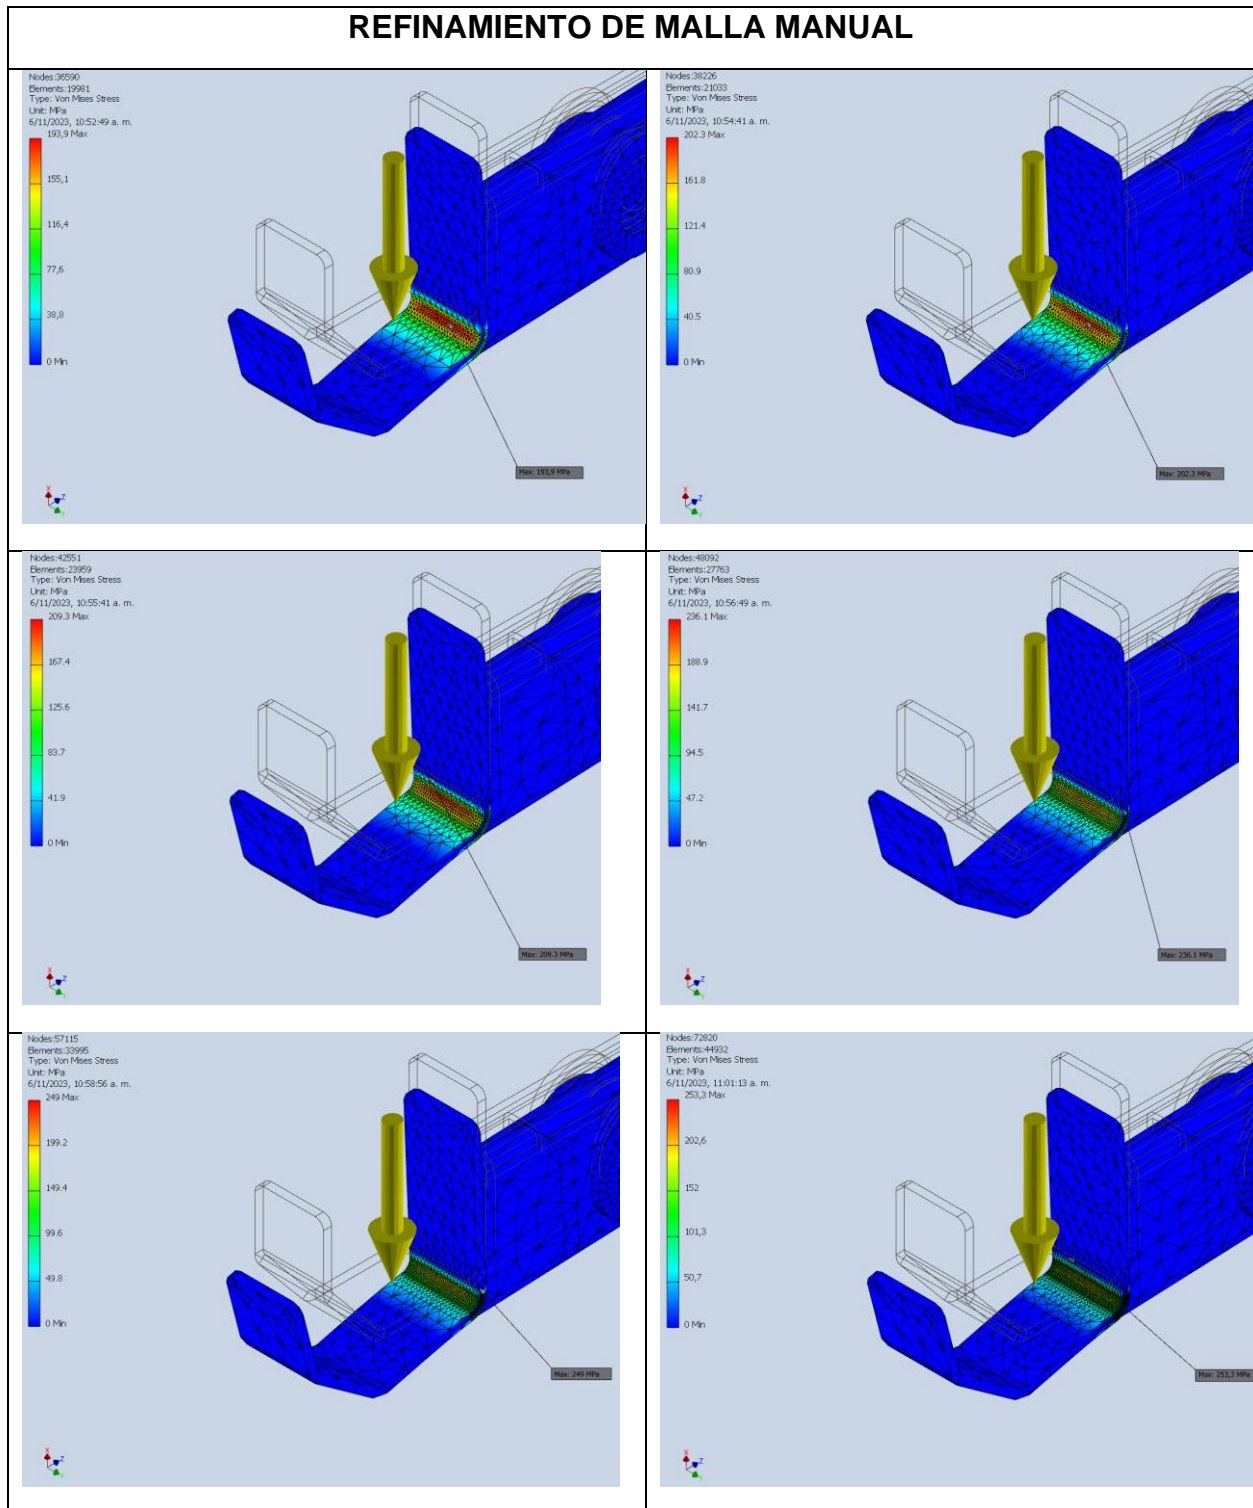 REFINAMIENTO DE MALLA MANUAL
Nodes:36590
Elements:19981
Type: Von Mises Stress
Unit: MPa
6/11/2023, 10:52:49 a. m.
193,9 Max
155,1
116,4
77,6
38,8
0 Min
Max: 193,9 MPa
X
Z
Y
Nodes:38226
Elements:21033
Type: Von Mises Stress
Unit: MPa
6/11/2023, 10:54:41 a. m.
202.3 Max
161.8
121.4
80.9
40.5
0 Min
Max: 202.3 MPa
X
Z
Y
Nodes:42551
Elements:23959
Type: Von Mises Stress
Unit: MPa
6/11/2023, 10:55:41 a. m.
209.3 Max
167.4
125.6
83.7
41.9
0 Min
Max: 209.3 MPa
X
Z
Y
Nodes:48092
Elements:27763
Type: Von Mises Stress
Unit: MPa
6/11/2023, 10:56:49 a. m.
236.1 Max
188.9
141.7
94.5
47.2
0 Min
Max: 236.1 MPa
X
Z
Y
Nodes:57115
Elements:33995
Type: Von Mises Stress
Unit: MPa
6/11/2023, 10:58:56 a. m.
249 Max
199.2
149.4
99.6
49.8
0 Min
Max: 249 MPa
X
Z
Y
Nodes:72820
Elements:44932
Type: Von Mises Stress
Unit: MPa
6/11/2023, 11:01:13 a. m.
253,3 Max
202,6
152
101,3
50,7
0 Min
Max: 253,3 MPa
X
Z
Y